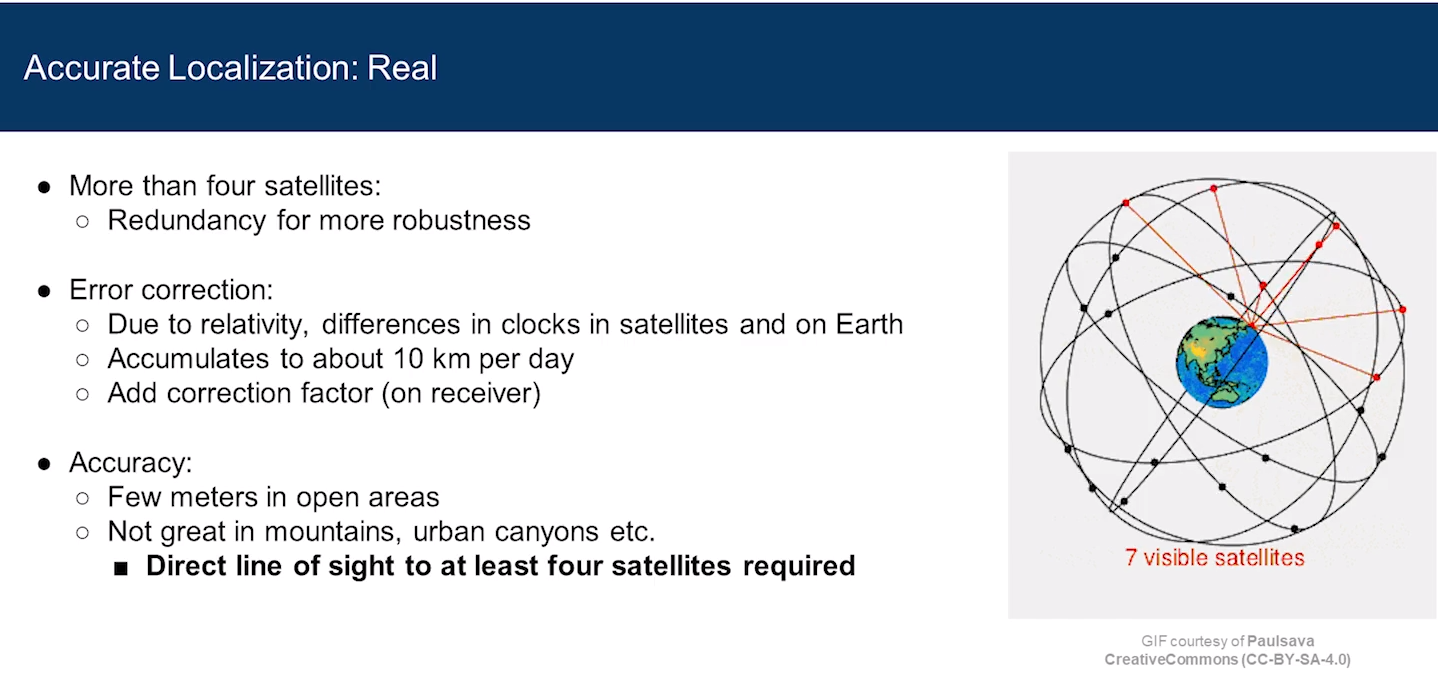 Accurate Localization: Real
● More than four satellites:
○ Redundancy for more robustness
● Error correction:
○ Due to relativity, differences in clocks in satellites and on Earth
○ Accumulates to about 10 km per day
○ Add correction factor (on receiver)
● Accuracy:
○ Few meters in open areas
○ Not great in mountains, urban canyons etc.
■ Direct line of sight to at least four satellites required
7 visible satellites
GIF courtesy of Paulsava
CreativeCommons (CC-BY-SA-4.0)